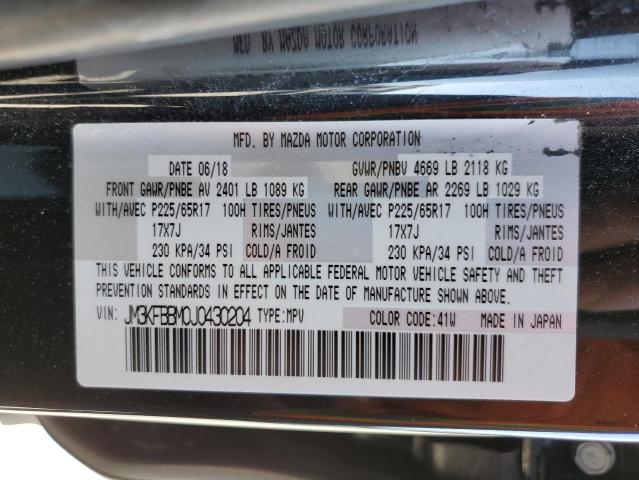 MFD. BY MAZDA MOTOR CORPORATION
MFD. BY MAZDA MOTOR CORPORATION
DATE 06/18 GVWR/PNBV 4669 LB 2118 KG
FRONT GAWR/PNBE AV 2401 LB 1089 KG REAR GAWR/PNBE AR 2269 LB 1029 KG
WITH/AVEC P225/65R17 100H TIRES/PNEUS WITH/AVEC P225/65R17 100H TIRES/PNEUS
17X7J RIMS/JANTES 17X7J RIMS/JANTES
230 KPA/34 PSI COLD/A FROID 230 KPA/34 PSI COLD/A FROID
THIS VEHICLE CONFORMS TO ALL APPLICABLE FEDERAL MOTOR VEHICLE SAFETY AND THEFT
PREVENTION STANDARDS IN EFFECT ON THE DATE OF MANUFACTURE SHOWN ABOVE.
VIN: JM3KFBBM0J0430204 TYPE:MPV COLOR CODE:41W MADE IN JAPAN